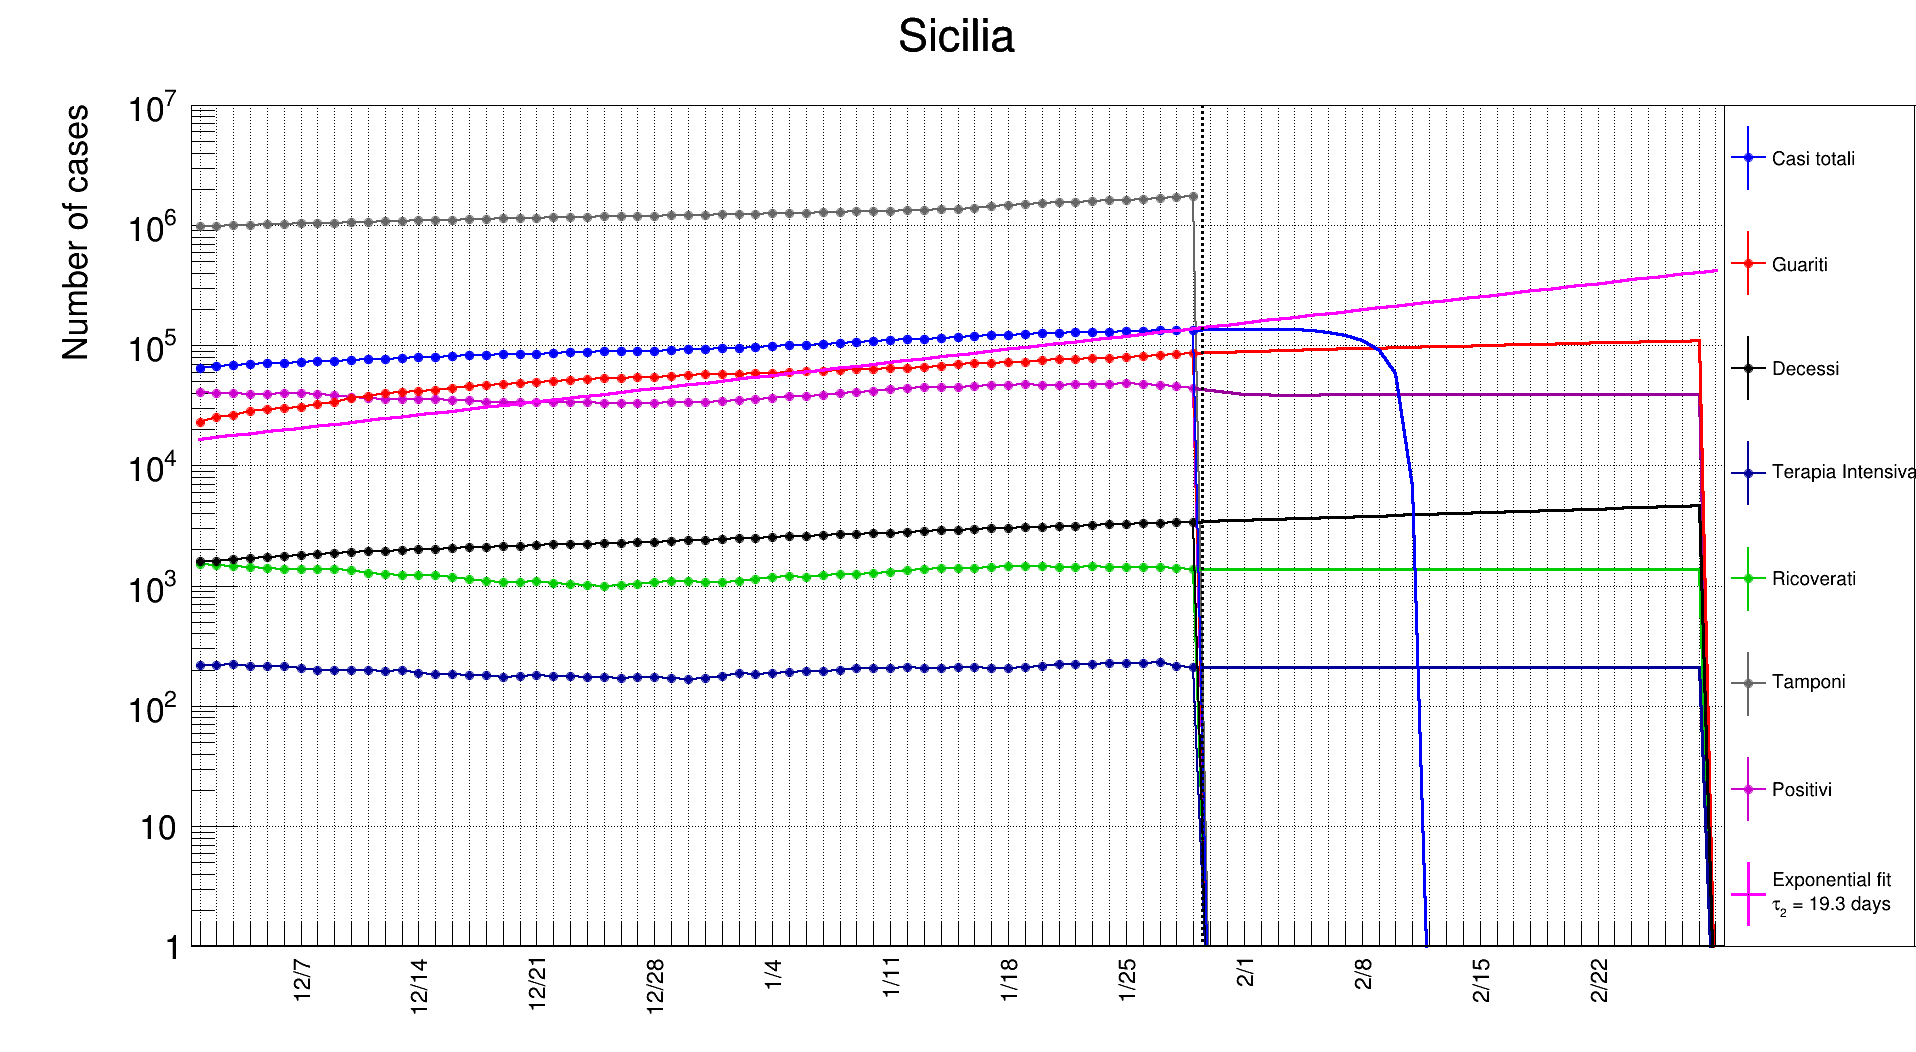 Sicilia
Number of cases
10^7
10^6
10^5
10^4
10^3
10^2
10
1
12/7
12/14
12/21
12/28
1/4
1/11
1/18
1/25
2/1
2/8
2/15
2/22
Casi totali
Guariti
Decessi
Terapia Intensiva
Ricoverati
Tamponi
Positivi
Exponential fit
τ_2 = 19.3 days